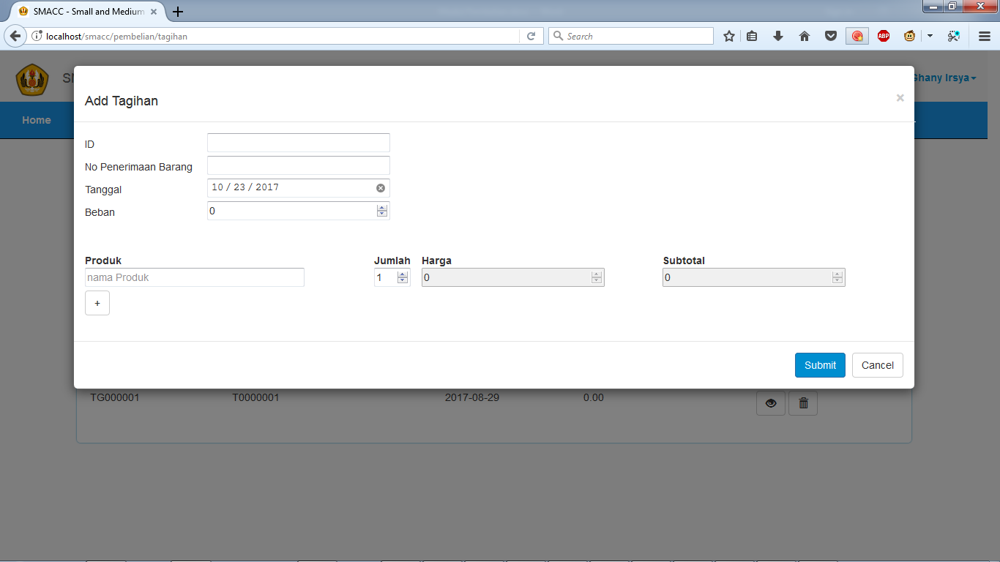 SMACC - Small and Medium
localhost/smacc/pembelian/tagihan
Search
ABP
Ghany Irsya
Home
Add Tagihan
×
ID
No Penerimaan Barang
Tanggal 10 / 23 / 2017
Beban 0
Produk Jumlah Harga Subtotal
nama Produk 1 0 0
+
Submit Cancel
TG000001 T0000001 2017-08-29 0.00